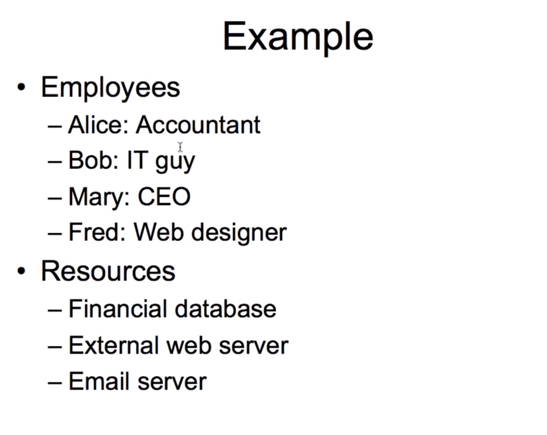 Example
• Employees
– Alice: Accountant
– Bob: IT guy
– Mary: CEO
– Fred: Web designer
• Resources
– Financial database
– External web server
– Email server